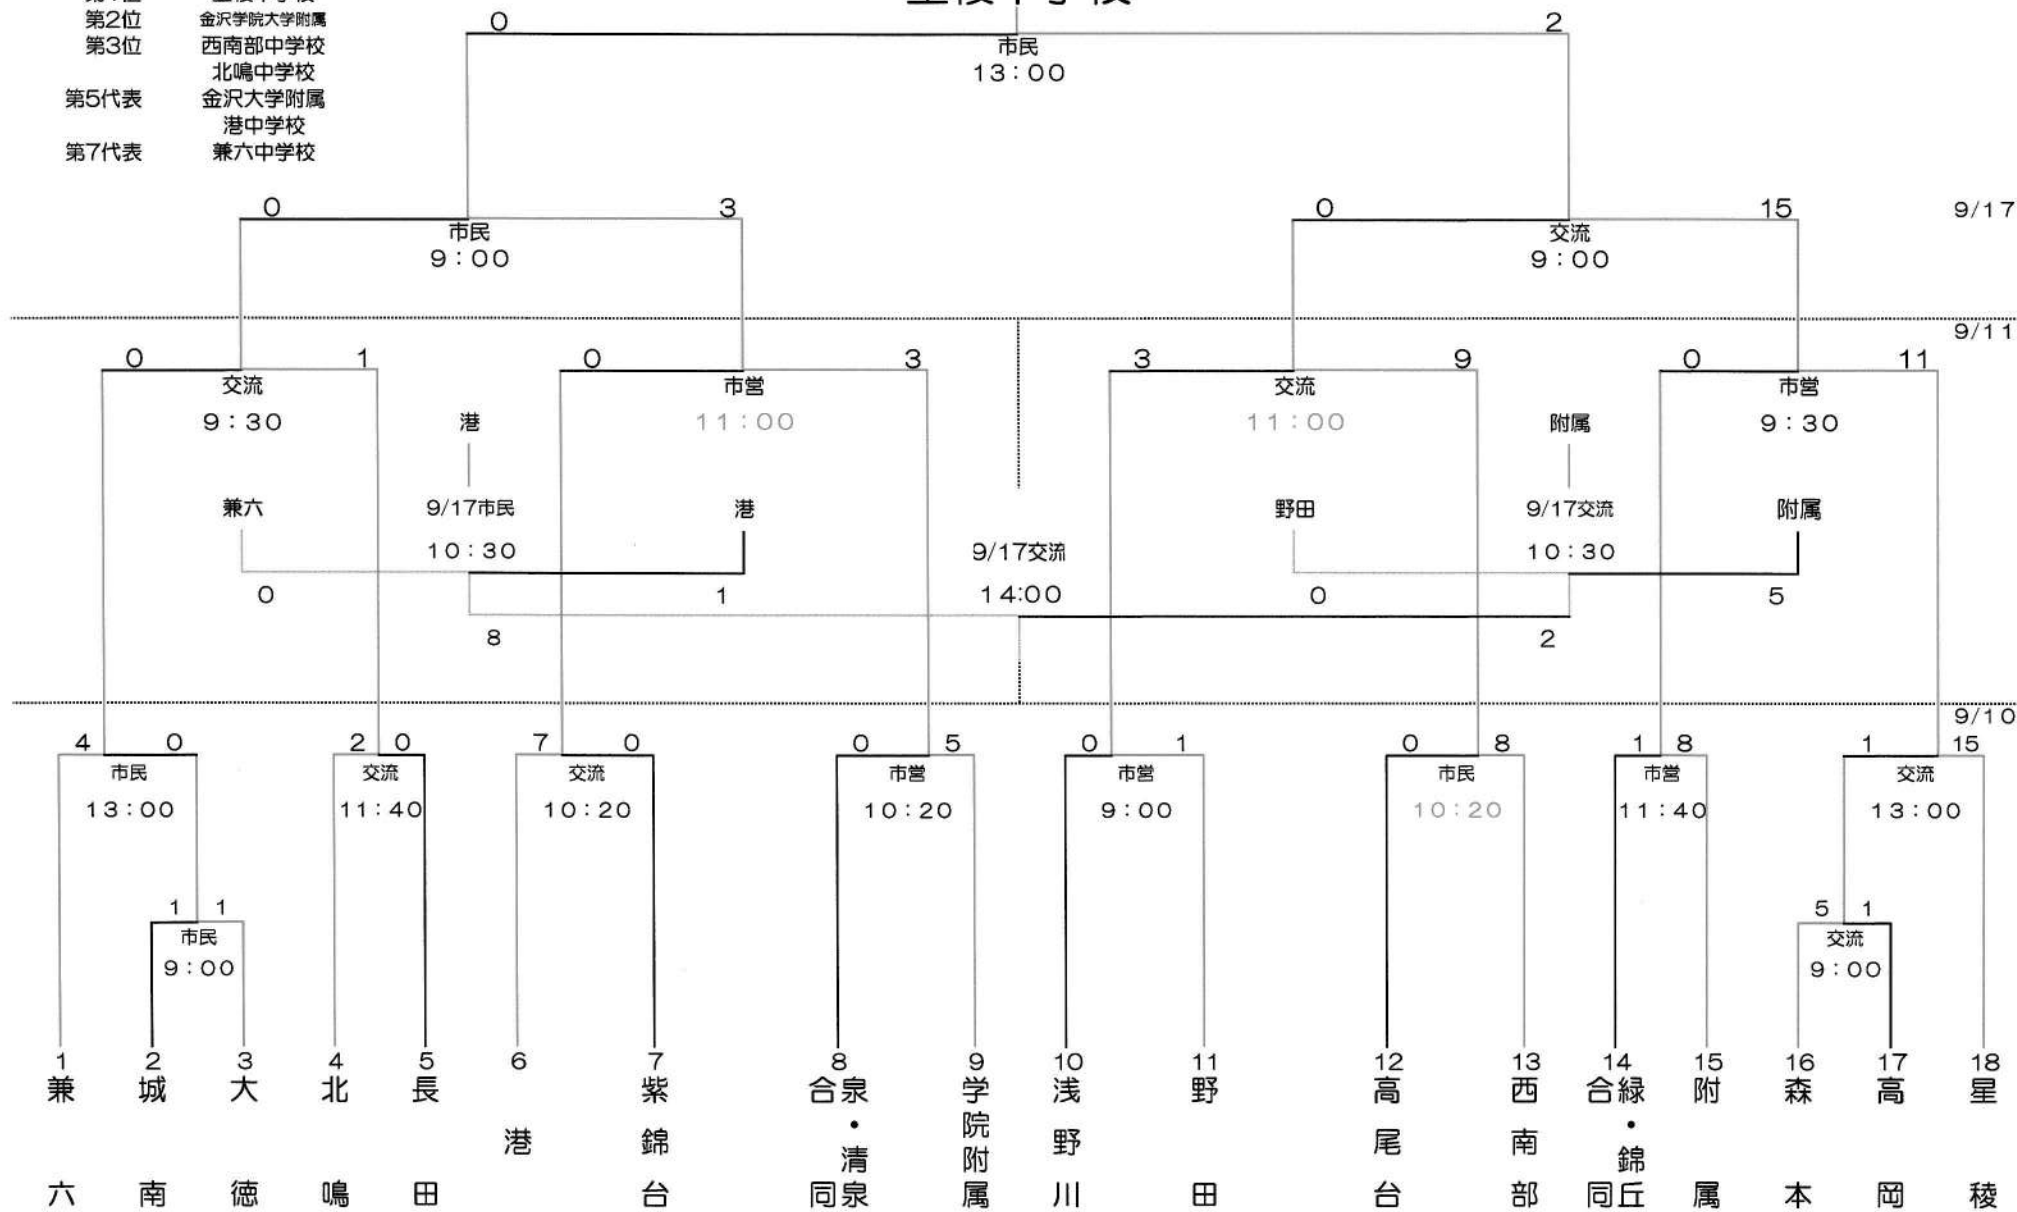 第2位 金沢学院大学附属
第3位 西南部中学校
北鳴中学校
第5代表 金沢大学附属
港中学校
第7代表 兼六中学校
0 2
市民
13：00
0 3 0 15 9/17
市民 交流
9：00 9：00
9/11
0 1 0 3 3 9 0 11
交流 市営 交流 市営
9：30 11：00 11：00 9：30
港 附属
兼六 9/17市民 港 野田 9/17交流 附属
10：30 9/17交流 10：30
0 1 14:00 0 5
8 2
9/10
4 0 2 0 7 0 0 5 0 1 0 8 1 8 1 15
市民 交流 交流 市営 市営 市民 市営 交流
13：00 11：40 10：20 10：20 9：00 10：20 11：40 13：00
1 1 5 1
市民 交流
9：00 9：00
1 2 3 4 5 6 7 8 9 10 11 12 13 14 15 16 17 18
兼六
城南
大徳
北鳴
長田
港
紫錦台
泉・清泉
合同
学院附属
浅野川
野田
高尾台
西南部
緑・錦丘
合同
附属
森本
高岡
星稜